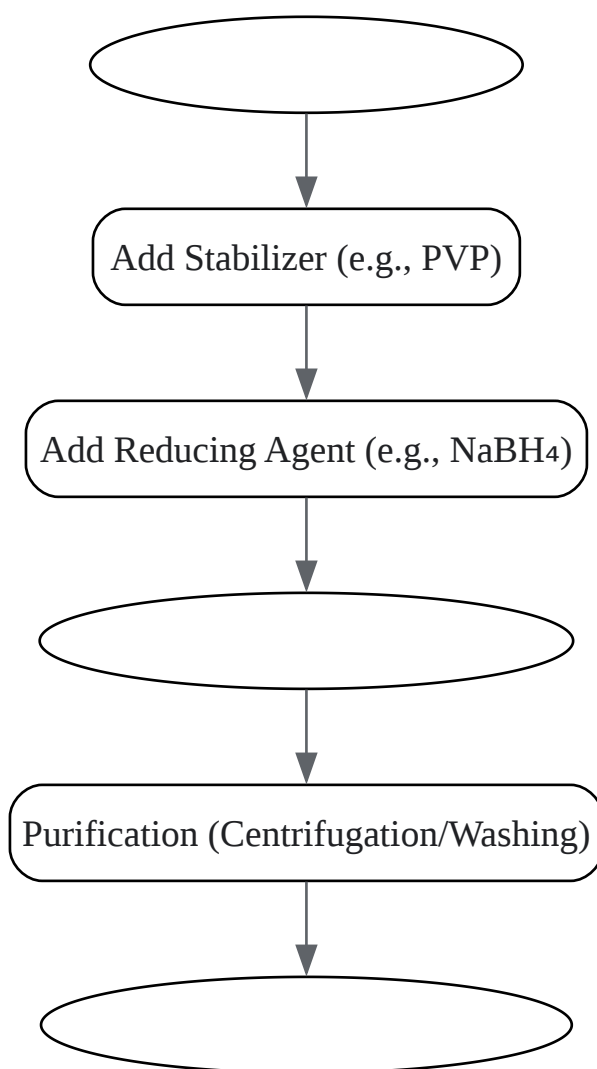 Add Stabilizer (e.g., PVP)
Add Reducing Agent (e.g., NaBH₄)
Purification (Centrifugation/Washing)